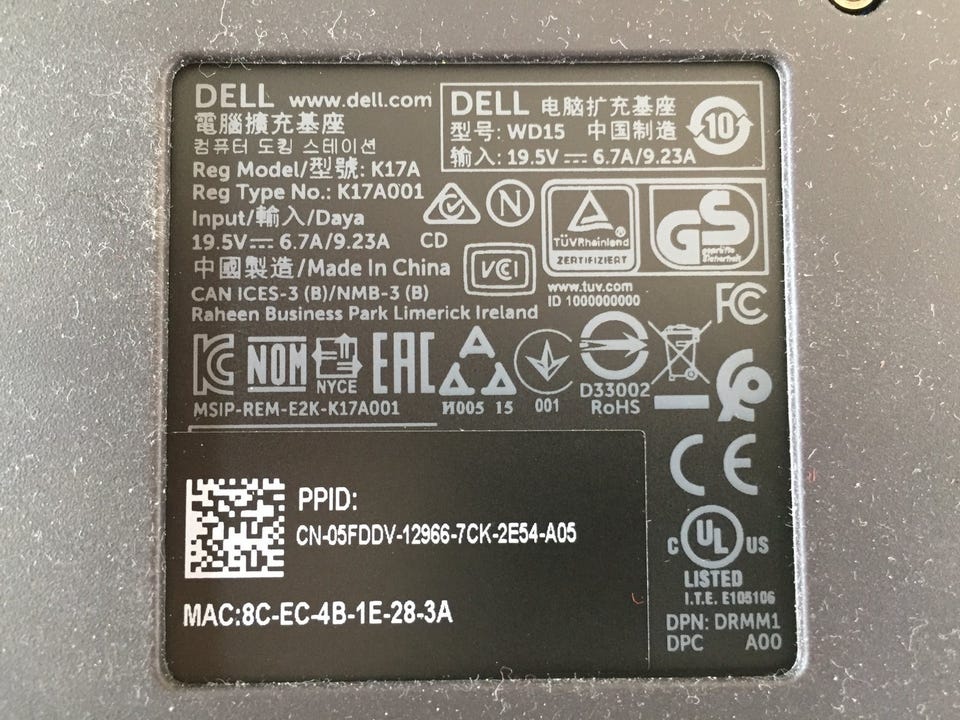 DELL www.dell.com
電腦擴充基座
컴퓨터 도킹 스테이션
Reg Model/型號: K17A
Reg Type No.: K17A001
Input/輸入/Daya
19.5V⎓ 6.7A/9.23A
中國製造/Made In China
CAN ICES-3 (B)/NMB-3 (B)
Raheen Business Park Limerick Ireland
DELL 电脑扩充基座
型号: WD15 中国制造
输入: 19.5V⎓ 6.7A/9.23A
10
CD
N
VCI
TÜVRheinland
ZERTIFIZIERT
GS
geprüfte
Sicherheit
www.tuv.com
ID 1000000000
FC
NOM
NYCE
EAC
MSIP-REM-E2K-K17A001
И005 15
001
D33002
RoHS
CE
c UL US
LISTED
I.T.E. E105106
DPN: DRMM1
DPC A00
PPID:
CN-05FDDV-12966-7CK-2E54-A05
MAC:8C-EC-4B-1E-28-3A